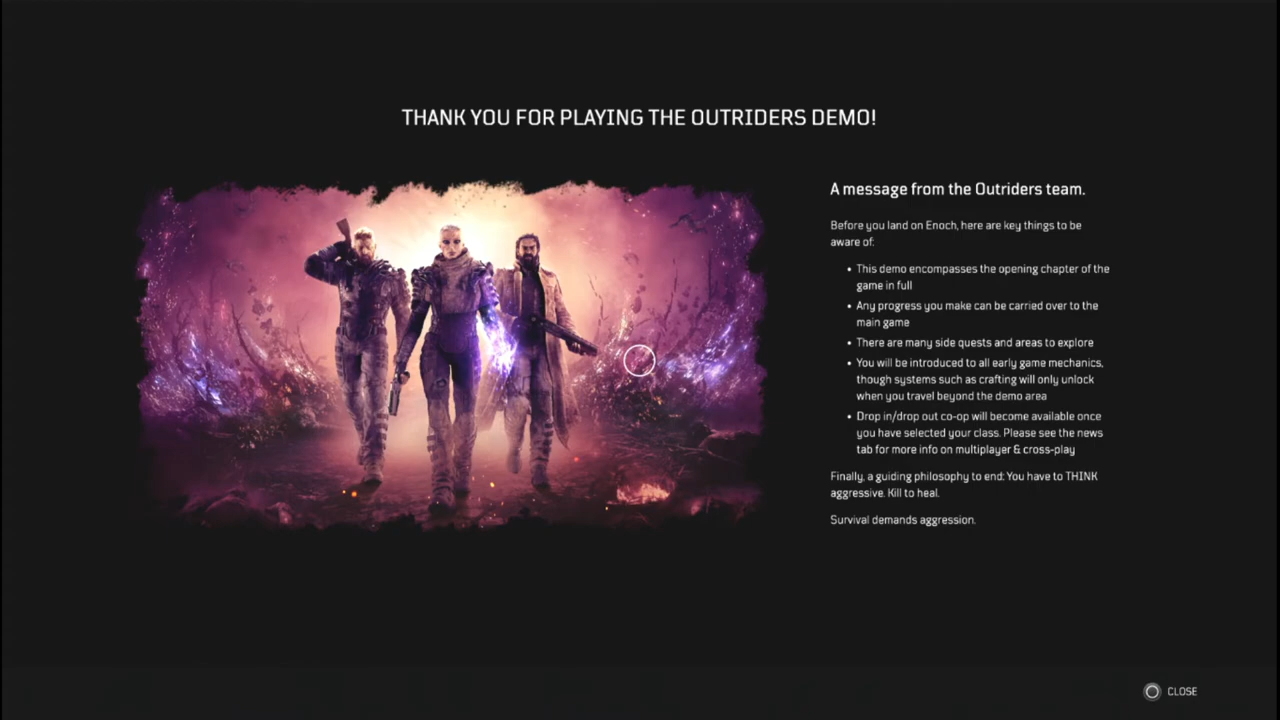 THANK YOU FOR PLAYING THE OUTRIDERS DEMO!
A message from the Outriders team.
Before you land on Enoch, here are key things to be
aware of:
• This demo encompasses the opening chapter of the
game in full
• Any progress you make can be carried over to the
main game
• There are many side quests and areas to explore
• You will be introduced to all early game mechanics,
though systems such as crafting will only unlock
when you travel beyond the demo area
• Drop in/drop out co-op will become available once
you have selected your class. Please see the news
tab for more info on multiplayer & cross-play
Finally, a guiding philosophy to end: You have to THINK
aggressive. Kill to heal.
Survival demands aggression.
CLOSE